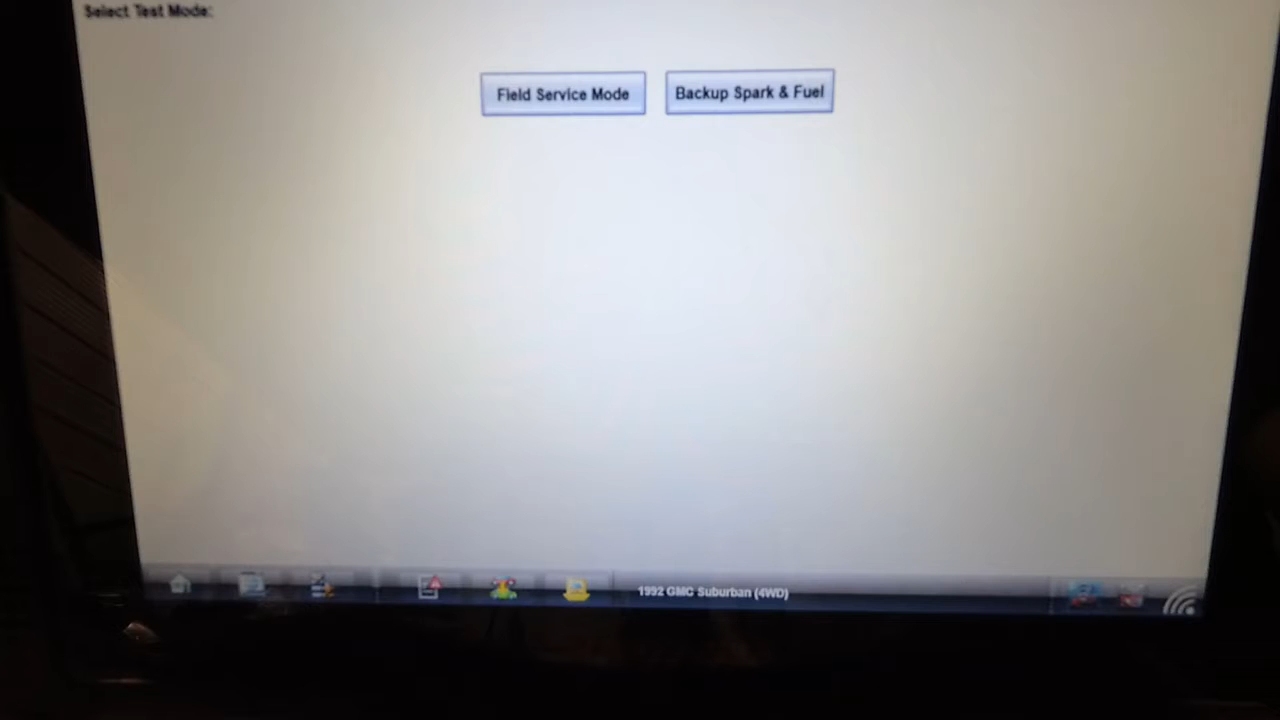 Select Test Mode:
Field Service Mode
Backup Spark & Fuel
1992 GMC Suburban (4WD)